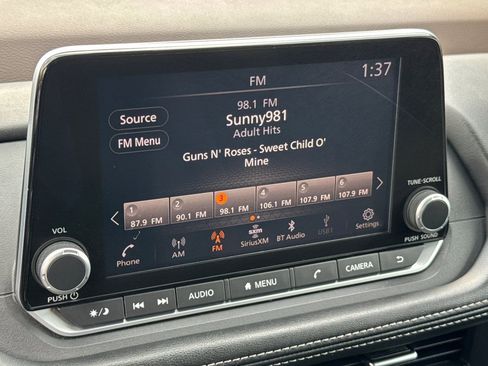 FM
1:37
Source
FM Menu
98.1 FM
Sunny981
Adult Hits
Guns N' Roses - Sweet Child O'
Mine
1 2 3 4 5 6
87.9 FM 90.1 FM 98.1 FM 106.1 FM 107.9 FM 107.9 FM
Phone AM FM SXM SiriusXM BT Audio USB1 Settings
VOL
PUSH
TUNE·SCROLL
PUSH SOUND
AUDIO MENU CAMERA